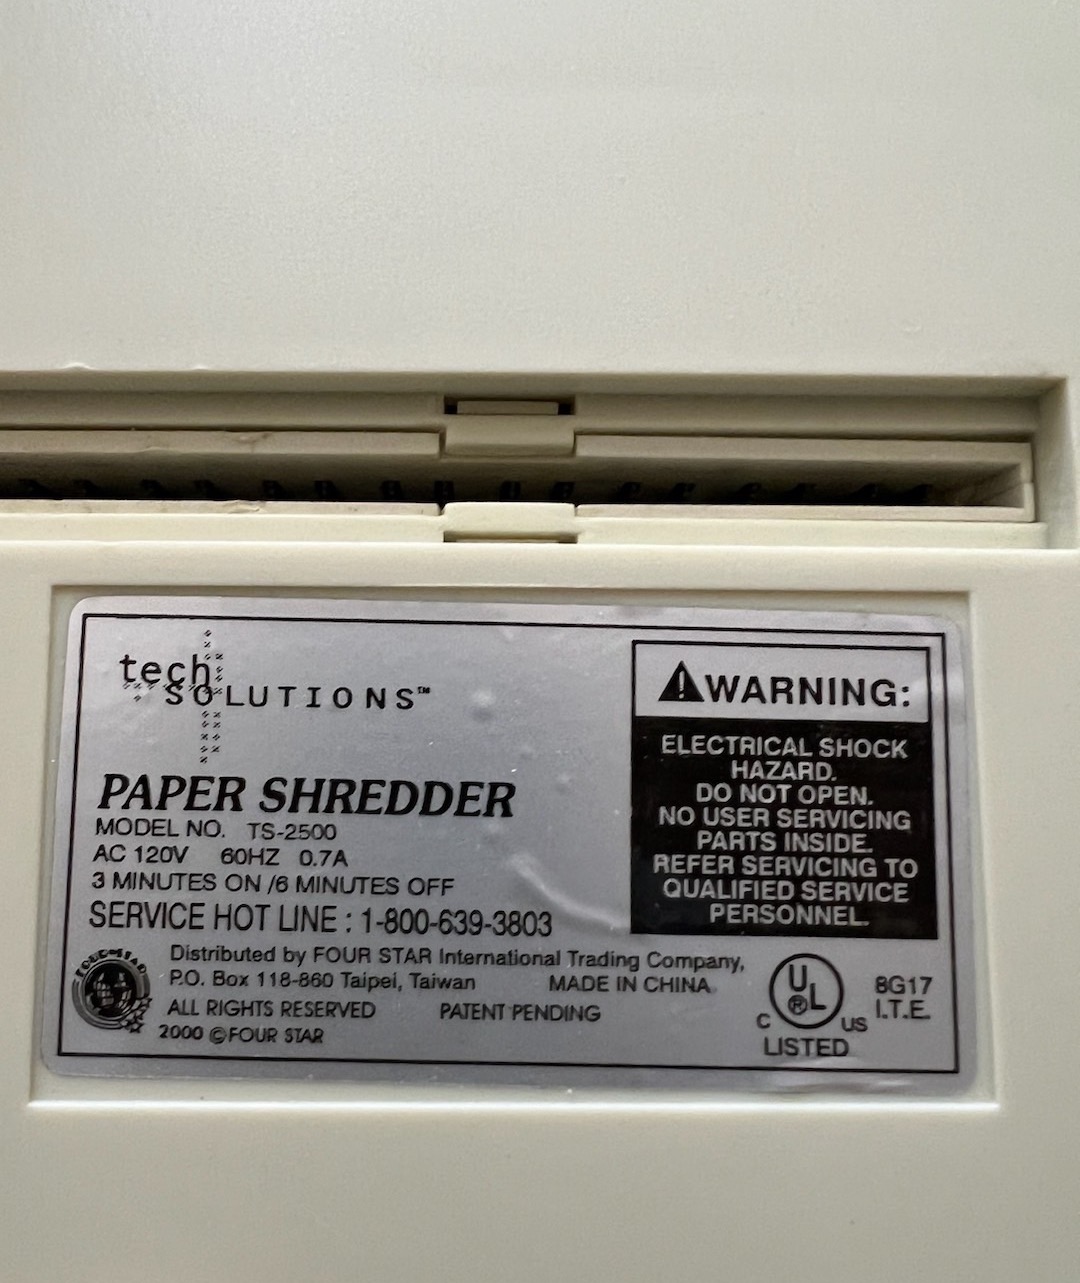 tech
SOLUTIONS™
PAPER SHREDDER
MODEL NO. TS-2500
AC 120V 60HZ 0.7A
3 MINUTES ON /6 MINUTES OFF
SERVICE HOT LINE : 1-800-639-3803
WARNING:
ELECTRICAL SHOCK
HAZARD.
DO NOT OPEN.
NO USER SERVICING
PARTS INSIDE.
REFER SERVICING TO
QUALIFIED SERVICE
PERSONNEL.
FOUR STAR
Distributed by FOUR STAR International Trading Company,
P.O. Box 118-860 Taipei, Taiwan MADE IN CHINA
ALL RIGHTS RESERVED PATENT PENDING
2000 ©FOUR STAR
UL ®
C US
LISTED
8G17
I.T.E.